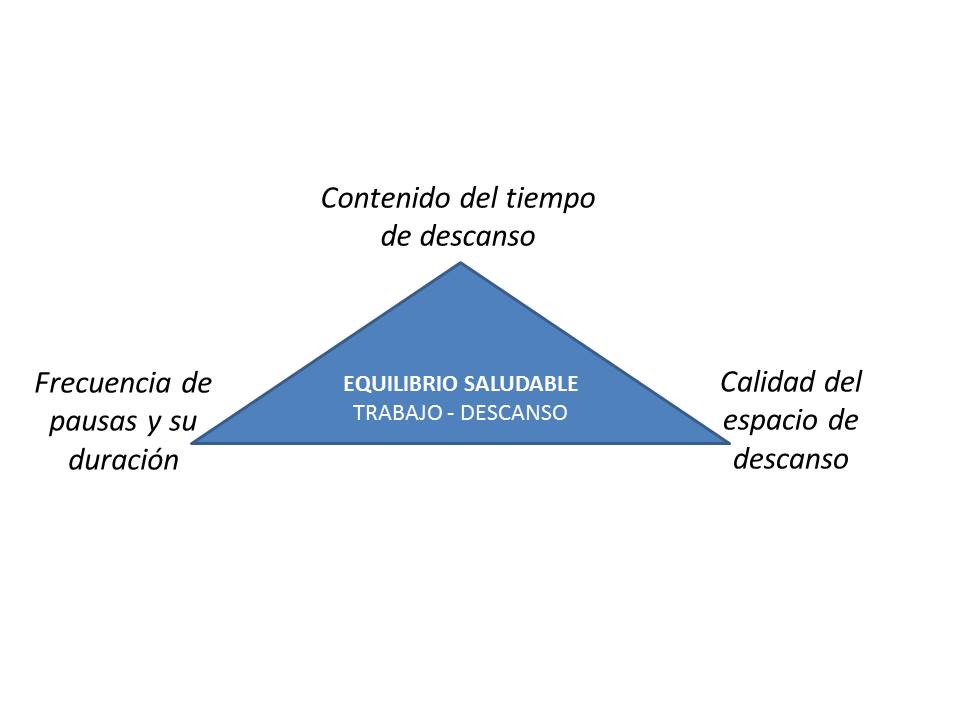 Contenido del tiempo
de descanso
Frecuencia de
pausas y su
duración
EQUILIBRIO SALUDABLE
TRABAJO - DESCANSO
Calidad del
espacio de
descanso